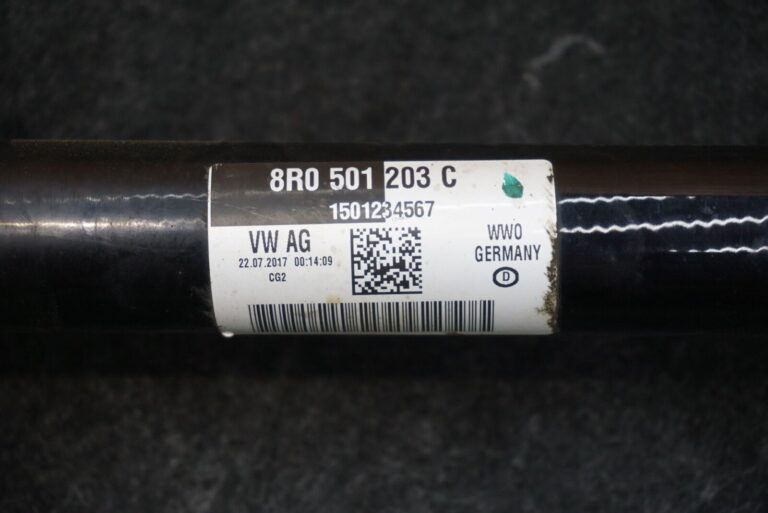 8R0 501 203 C
1501234567
VW AG
22.07.2017 00:14:09
CG2
WWO
GERMANY
D